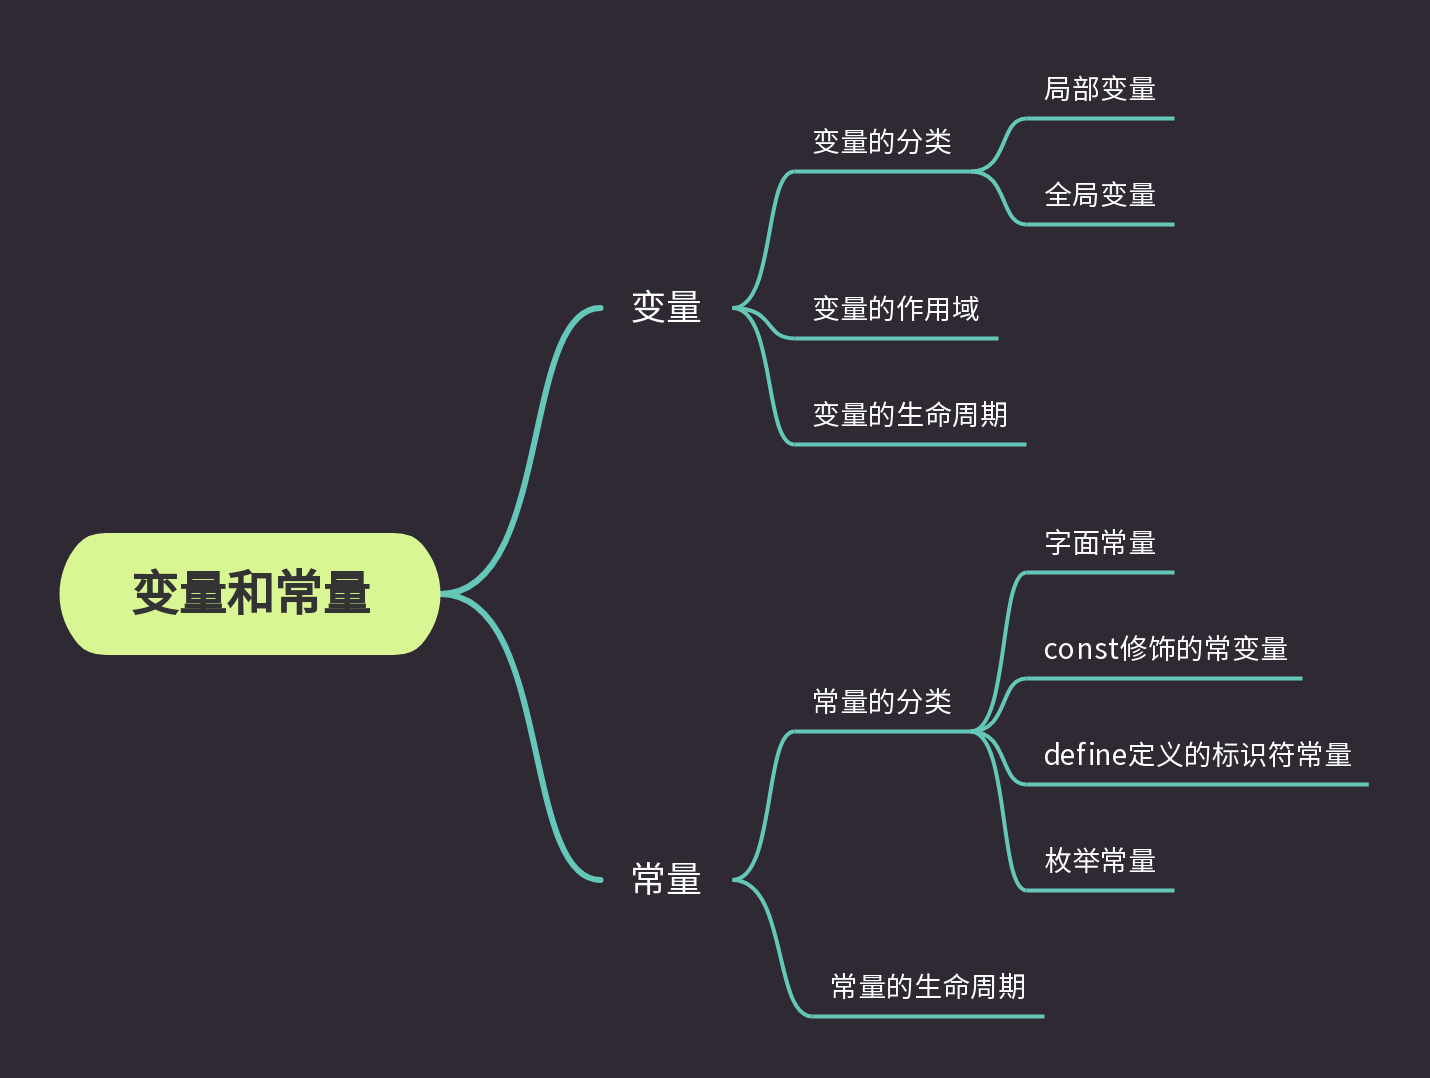 变量和常量
变量
变量的分类
局部变量
全局变量
变量的作用域
变量的生命周期
常量
常量的分类
字面常量
const修饰的常变量
define定义的标识符常量
枚举常量
常量的生命周期